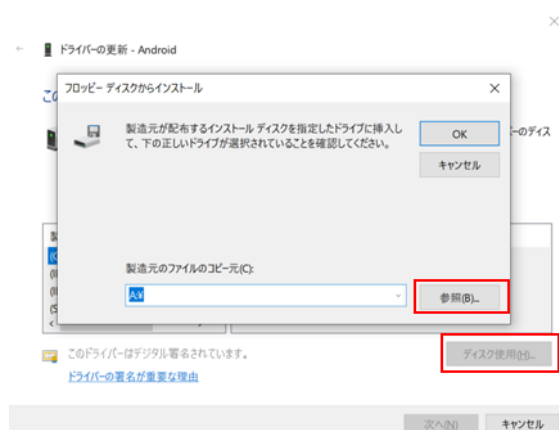 ドライバーの更新 - Android
フロッピー ディスクからインストール
製造元が配布するインストール ディスクを指定したドライブに挿入し
て、下の正しいドライブが選択されていることを確認してください。
OK
キャンセル
製造元のファイルのコピー元(C):
A:¥
参照(B)...
このドライバーはデジタル署名されています。
ディスク使用(H)...
ドライバーの署名が重要な理由
次へ(N)
キャンセル